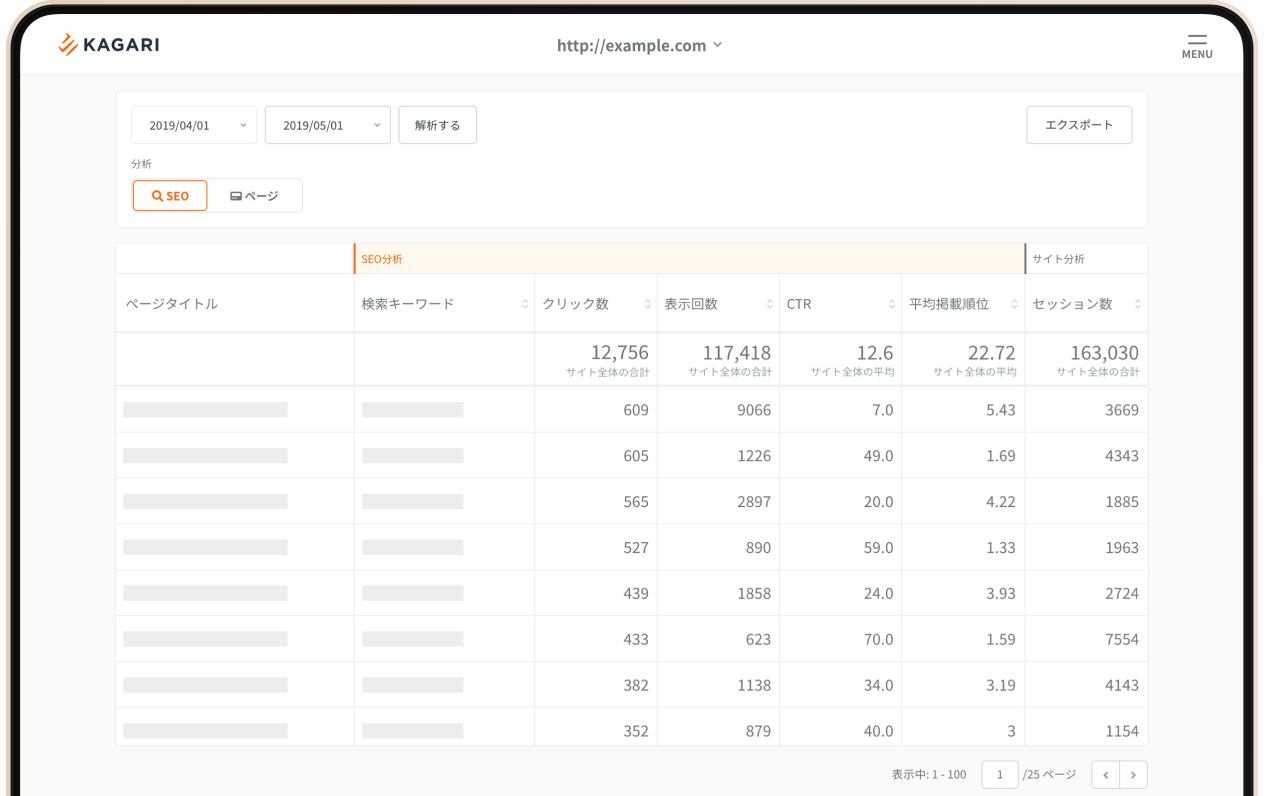 KAGARI
http://example.com
MENU
2019/04/01 2019/05/01 解析する エクスポート
分析
SEO ページ
SEO分析 サイト分析
ページタイトル 検索キーワード クリック数 表示回数 CTR 平均掲載順位 セッション数
12,756 117,418 12.6 22.72 163,030
サイト全体の合計 サイト全体の合計 サイト全体の平均 サイト全体の平均 サイト全体の合計
609 9066 7.0 5.43 3669
605 1226 49.0 1.69 4343
565 2897 20.0 4.22 1885
527 890 59.0 1.33 1963
439 1858 24.0 3.93 2724
433 623 70.0 1.59 7554
382 1138 34.0 3.19 4143
352 879 40.0 3 1154
表示中: 1 - 100 1 /25 ページ